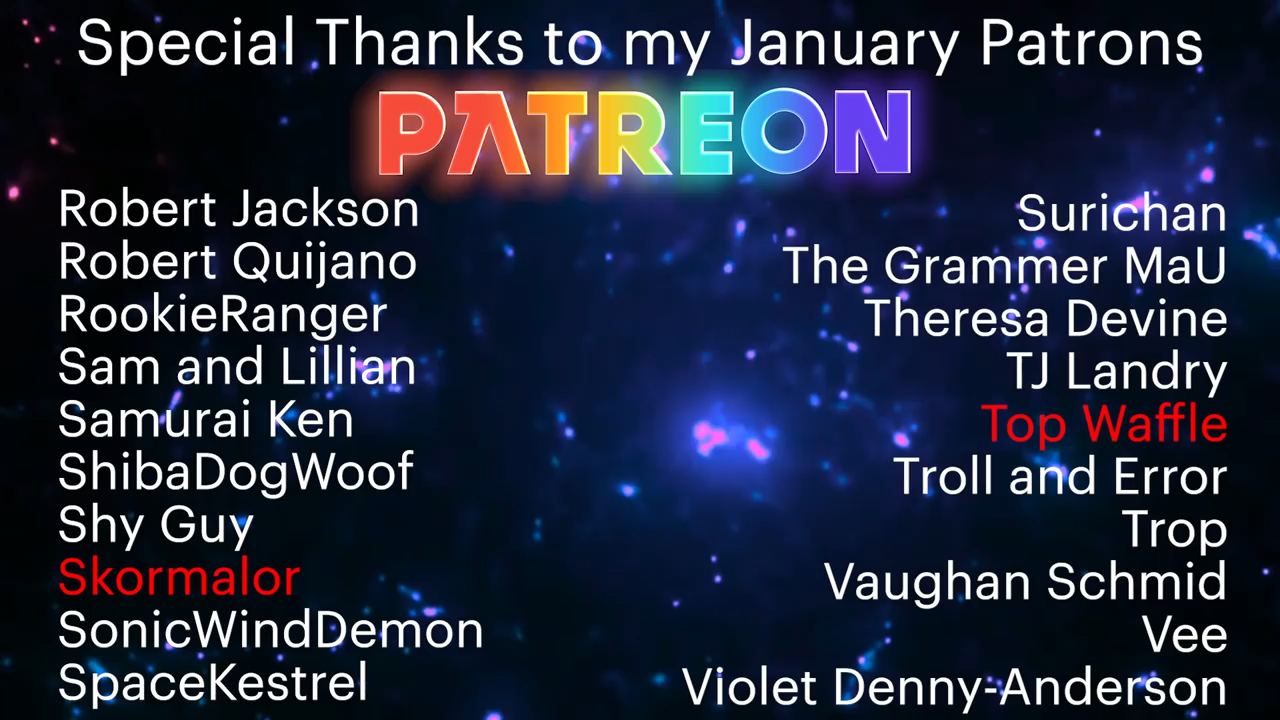 Special Thanks to my January Patrons
PATREON
Robert Jackson
Robert Quijano
RookieRanger
Sam and Lillian
Samurai Ken
ShibaDogWoof
Shy Guy
Skormalor
SonicWindDemon
SpaceKestrel
Surichan
The Grammer MaU
Theresa Devine
TJ Landry
Top Waffle
Troll and Error
Trop
Vaughan Schmid
Vee
Violet Denny-Anderson